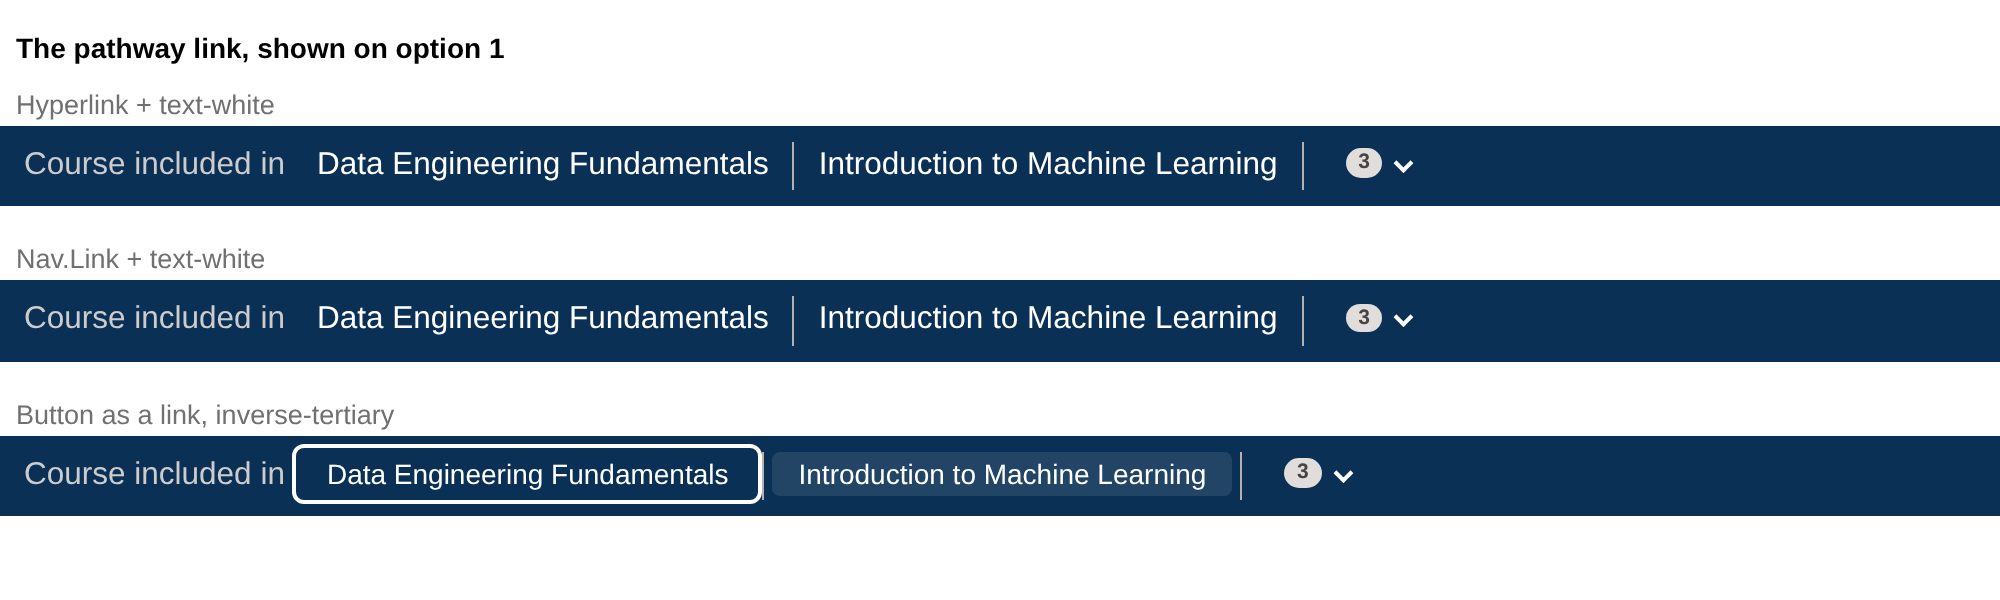 The pathway link, shown on option 1
Hyperlink + text-white
Course included in Data Engineering Fundamentals Introduction to Machine Learning 3
Nav.Link + text-white
Course included in Data Engineering Fundamentals Introduction to Machine Learning 3
Button as a link, inverse-tertiary
Course included in Data Engineering Fundamentals Introduction to Machine Learning 3